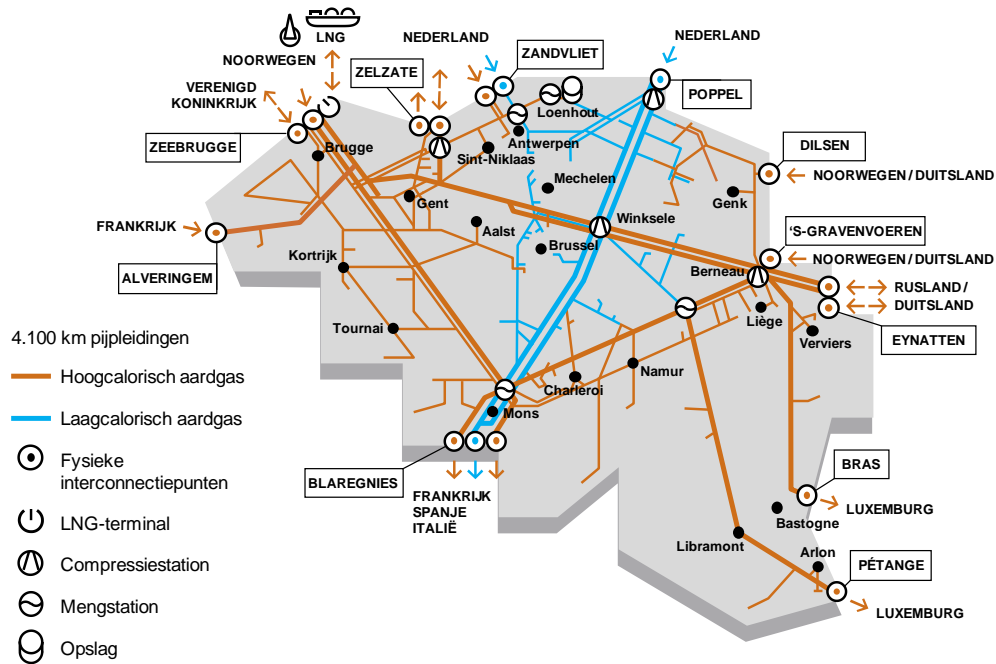 LNG
NOORWEGEN
VERENIGD
KONINKRIJK
ZEEBRUGGE
ZELZATE
NEDERLAND
ZANDVLIET
NEDERLAND
POPPEL
Loenhout
Antwerpen
Sint-Niklaas
Brugge
Mechelen
Gent
Genk
DILSEN
NOORWEGEN / DUITSLAND
Winksele
Aalst
Brussel
FRANKRIJK
ALVERINGEM
Kortrijk
'S-GRAVENVOEREN
NOORWEGEN / DUITSLAND
Berneau
RUSLAND /
DUITSLAND
EYNATTEN
Liège
Verviers
Tournai
Namur
Charleroi
Mons
BLAREGNIES
FRANKRIJK
SPANJE
ITALIË
BRAS
LUXEMBURG
Bastogne
Libramont
Arlon
PÉTANGE
LUXEMBURG
4.100 km pijpleidingen
Hoogcalorisch aardgas
Laagcalorisch aardgas
Fysieke
interconnectiepunten
LNG-terminal
Compressiestation
Mengstation
Opslag